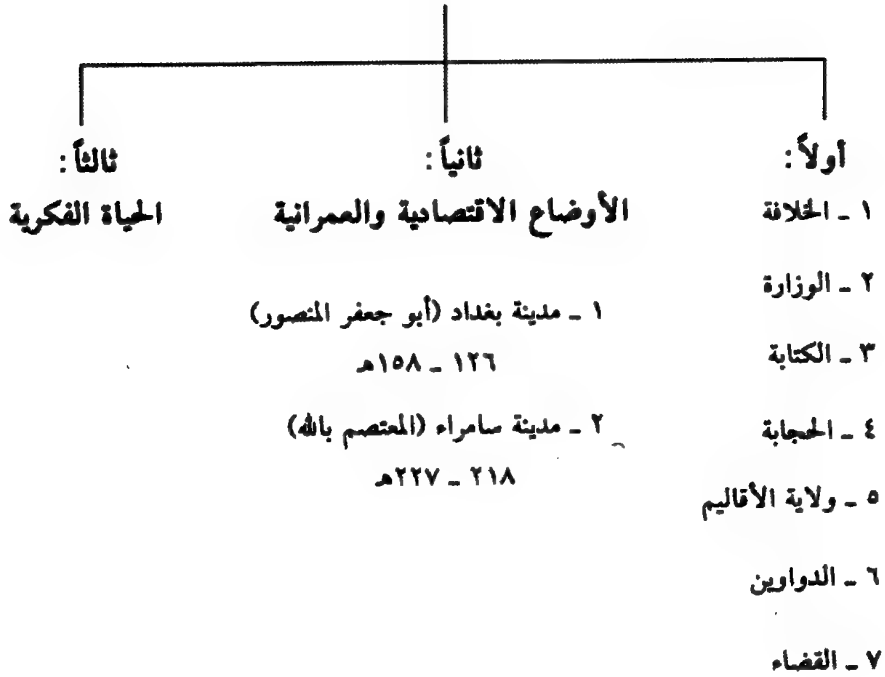 أولاً:
١ ـ الخلافة
٢ ـ الوزارة
٣ ـ الكتابة
٤ ـ الحجابة
٥ ـ ولاية الأقاليم
٦ ـ الدواوين
٧ ـ القضاء
ثانياً:
الأوضاع الاقتصادية والعمرانية
١ ـ مدينة بغداد (أبو جعفر المنصور)
١٢٦ ـ ١٥٨هـ
٢ ـ مدينة سامراء (المعتصم بالله)
٢١٨ ـ ٢٢٧هـ
ثالثاً:
الحياة الفكرية